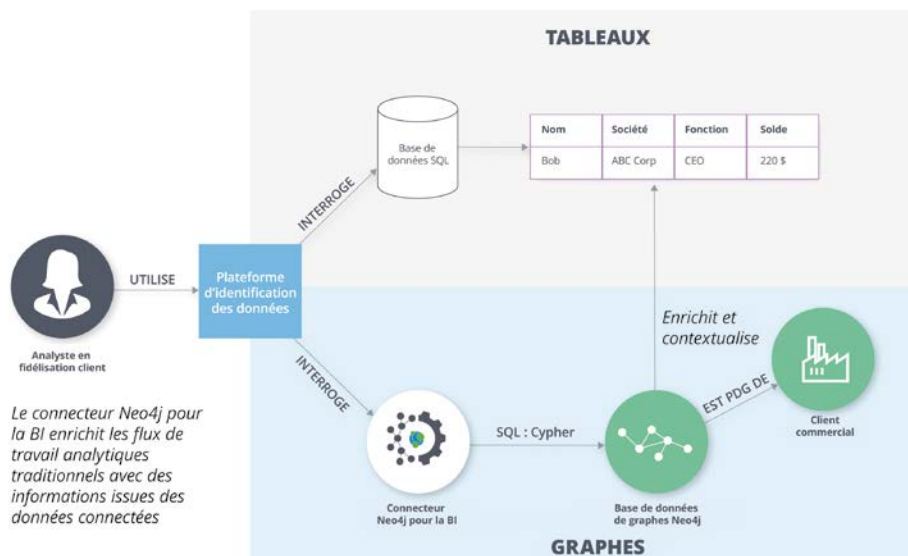 TABLEAUX
Nom
Société
Fonction
Solde
Bob
ABC Corp
CEO
220 $
Base de
données SQL
INTERROGE
UTILISE
Plateforme
d'identification
des données
Analyste en
fidélisation client
INTERROGE
Enrichit et
contextualise
EST PDG DE
Client
commercial
SQL : Cypher
Le connecteur Neo4j pour
la BI enrichit les flux de
travail analytiques
traditionnels avec des
informations issues des
données connectées
Connecteur
Neo4j pour la BI
Base de données
de graphes Neo4j
GRAPHES